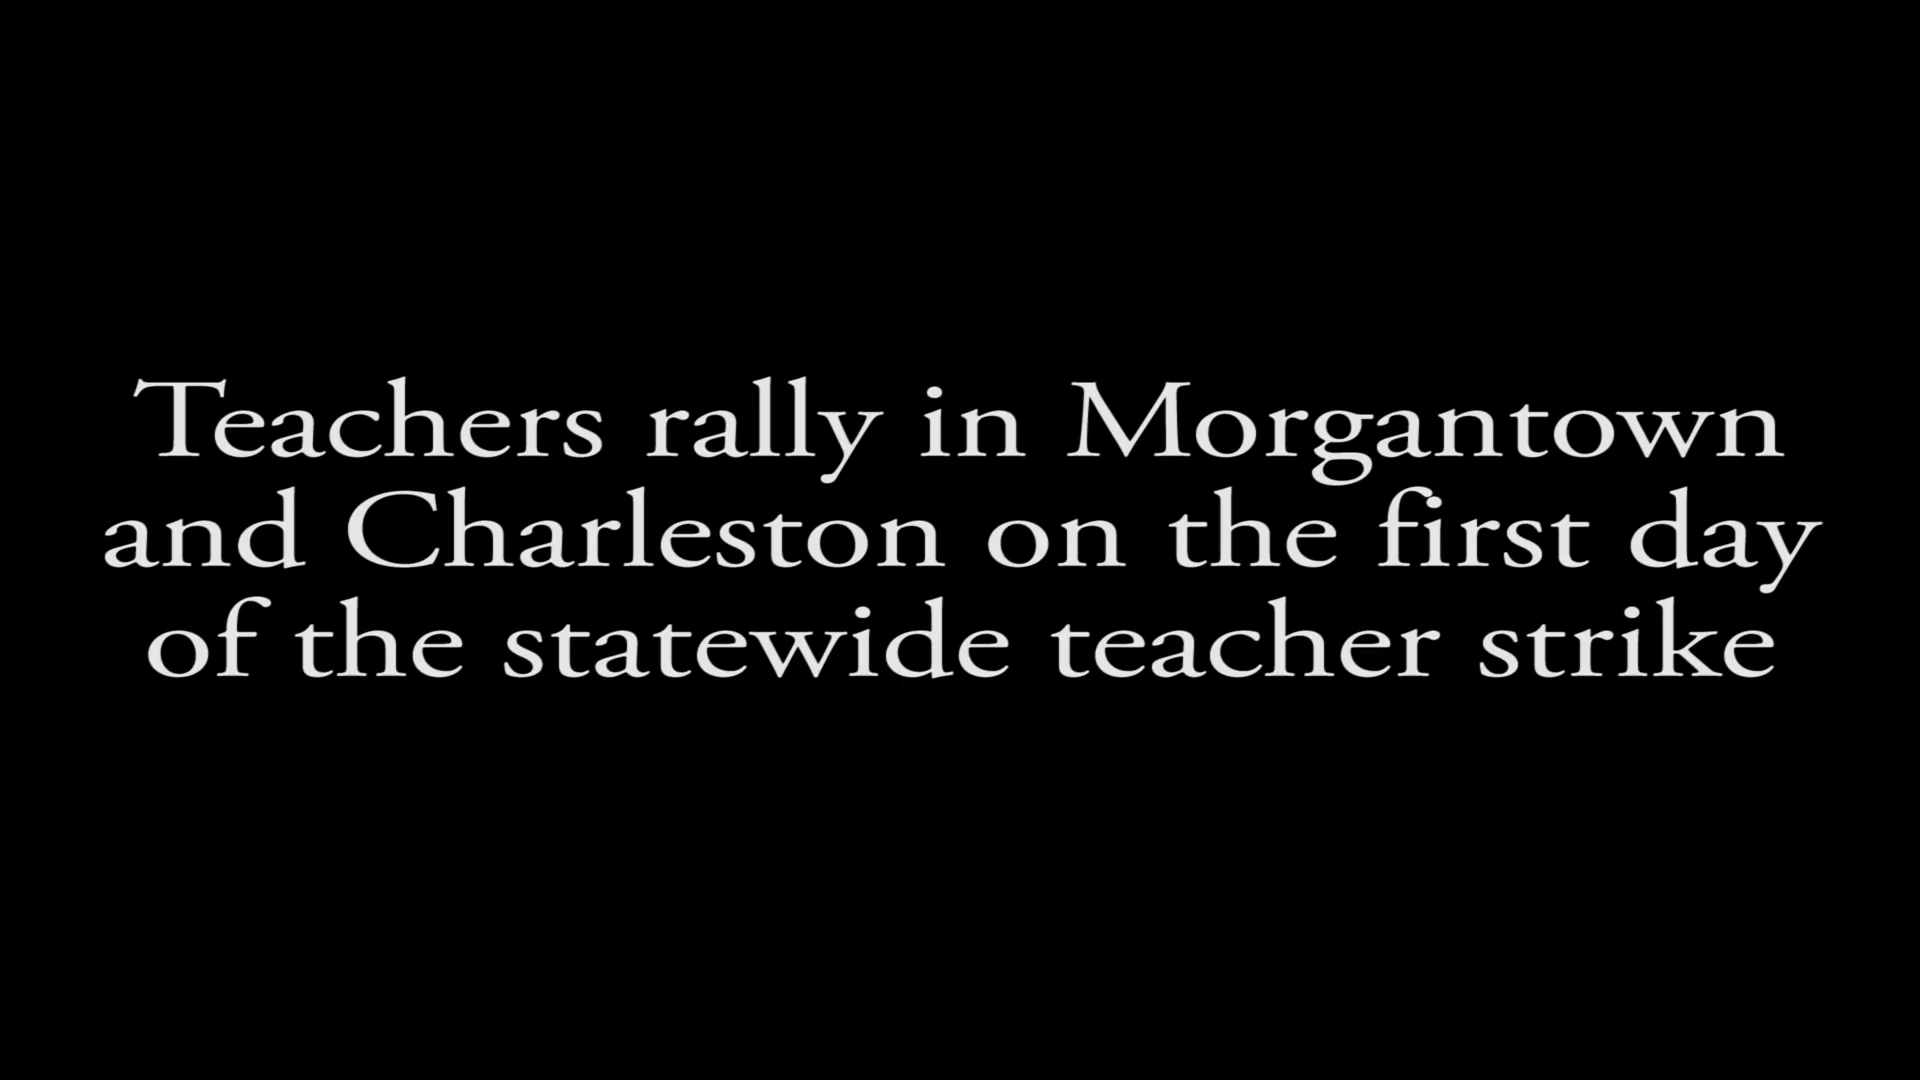 Teachers rally in Morgantown
and Charleston on the first day
of the statewide teacher strike